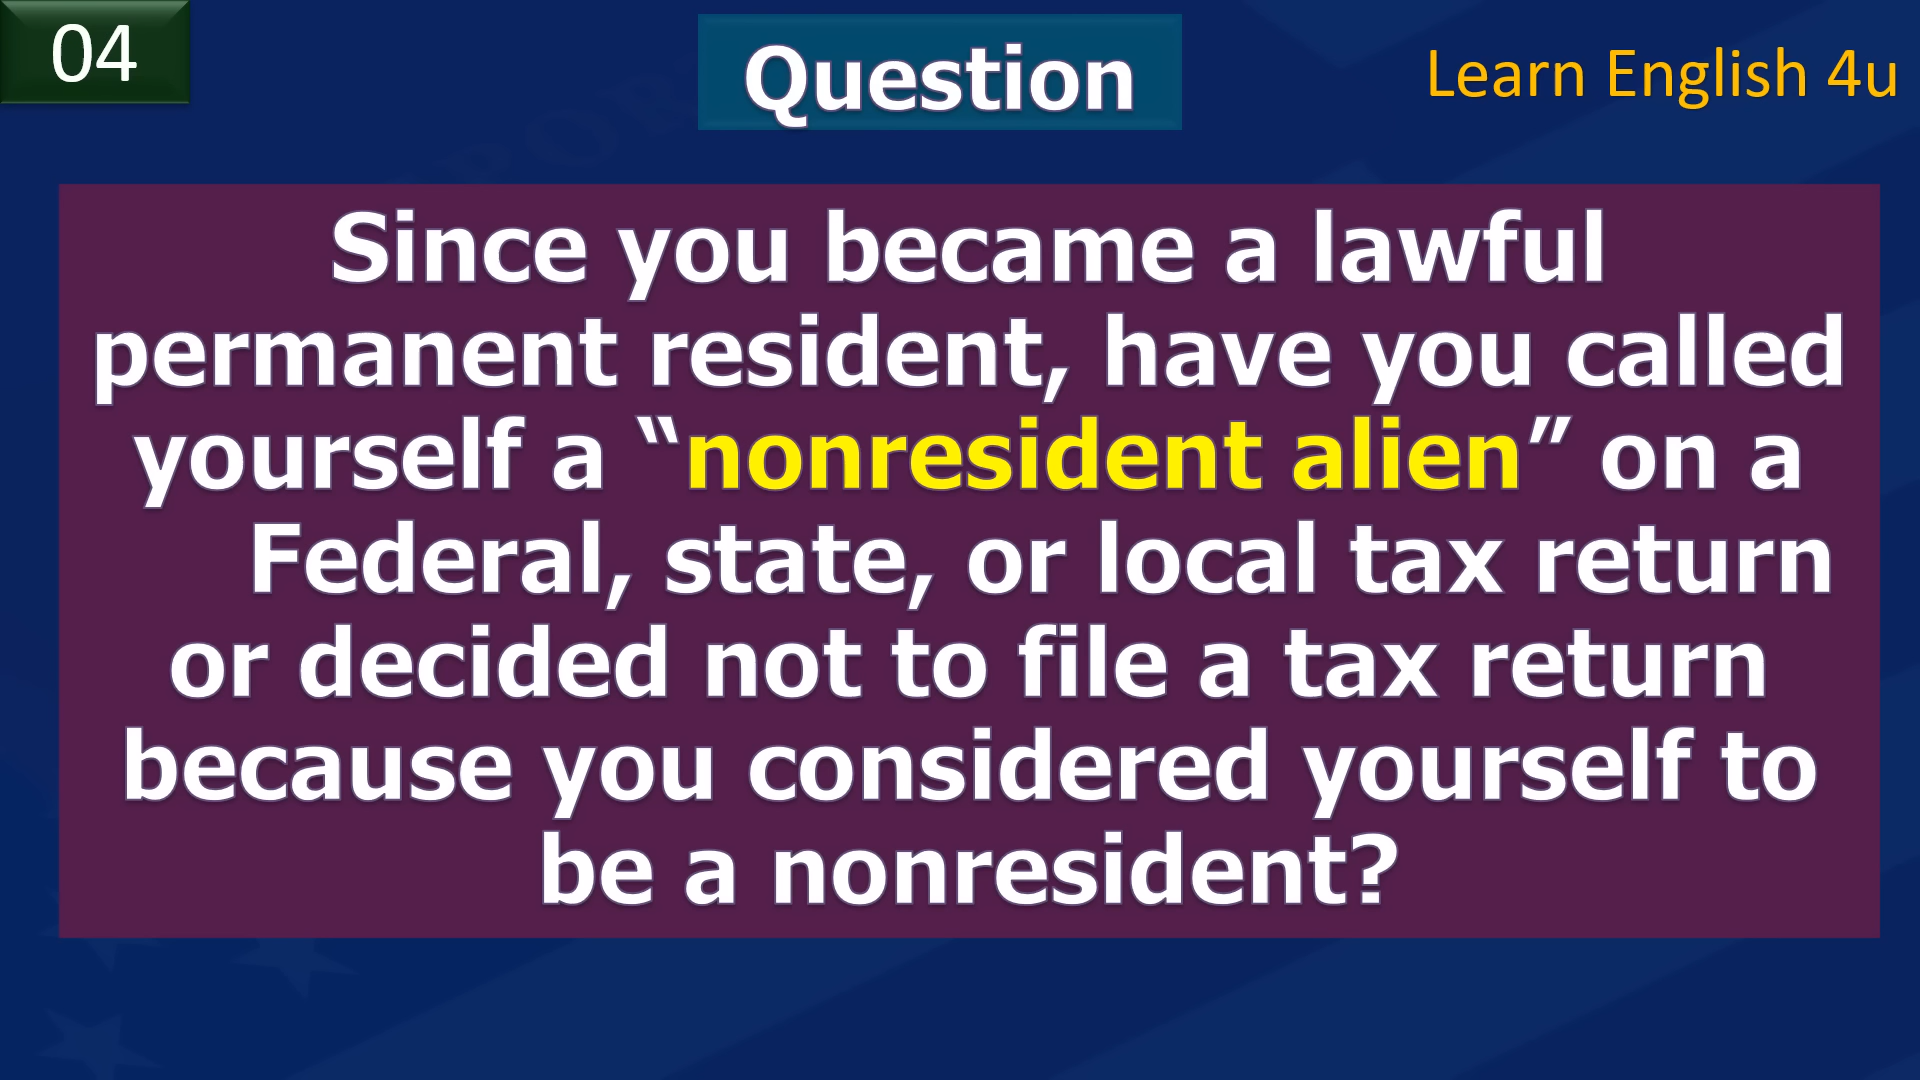 04
Question
Learn English 4u
Since you became a lawful
permanent resident, have you called
yourself a “nonresident alien” on a
Federal, state, or local tax return
or decided not to file a tax return
because you considered yourself to
be a nonresident?